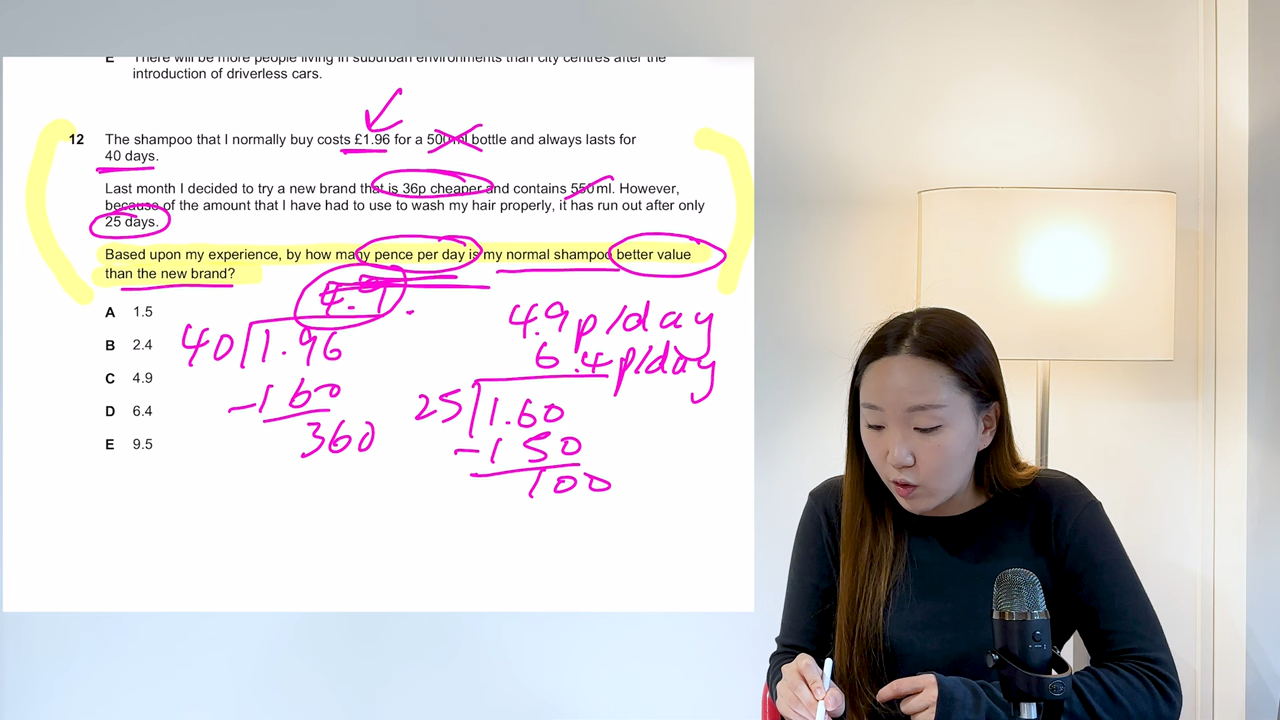 E There will be more people living in suburban environments than city centres after the
introduction of driverless cars.
12 The shampoo that I normally buy costs £1.96 for a 500 ml bottle and always lasts for
40 days.
Last month I decided to try a new brand that is 36p cheaper and contains 550 ml. However,
because of the amount that I have had to use to wash my hair properly, it has run out after only
25 days.
Based upon my experience, by how many pence per day is my normal shampoo better value
than the new brand?
A 1.5
B 2.4
C 4.9
D 6.4
E 9.5
4.9
40 1.96
-160
360
4.9p/day
6.4p/day
25 1.60
-150
100